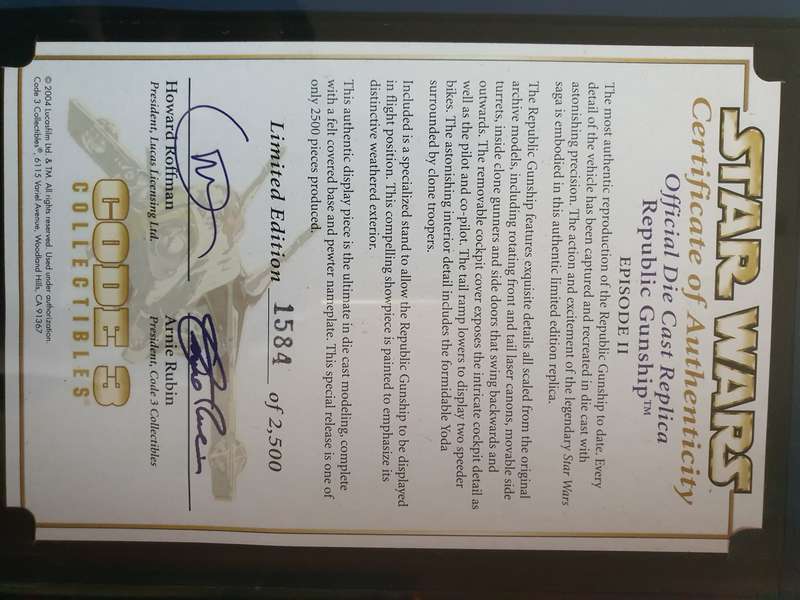 STAR WARS
Certificate of Authenticity
Official Die Cast Replica
Republic Gunship™
EPISODE II
The most authentic reproduction of the Republic Gunship to date. Every
detail of the vehicle has been captured and recreated in die cast with
astonishing precision. The action and excitement of the legendary Star Wars
saga is embodied in this authentic limited edition replica.
The Republic Gunship features exquisite details all scaled from the original
archive models, including rotating front and tail laser canons, movable side
turrets, inside clone gunners and side doors that swing backwards and
outwards. The removable cockpit cover exposes the intricate cockpit detail as
well as the pilot and co-pilot. The tail ramp lowers to display two speeder
bikes. The astonishing interior detail includes the formidable Yoda
surrounded by clone troopers.
Included is a specialized stand to allow the Republic Gunship to be displayed
in flight position. This compelling showpiece is painted to emphasize its
distinctive weathered exterior.
This authentic display piece is the ultimate in die cast modeling, complete
with a felt covered base and pewter nameplate. This special release is one of
only 2500 pieces produced.
Limited Edition 1584 of 2,500
Howard Roffman
President, Lucas Licensing Ltd.
Arnie Rubin
President, Code 3 Collectibles
CODE 3
COLLECTIBLES®
© 2004 Lucasfilm Ltd. & TM. All rights reserved. Used under authorization.
Code 3 Collectibles® 6115 Variel Avenue, Woodland Hills, CA 91367